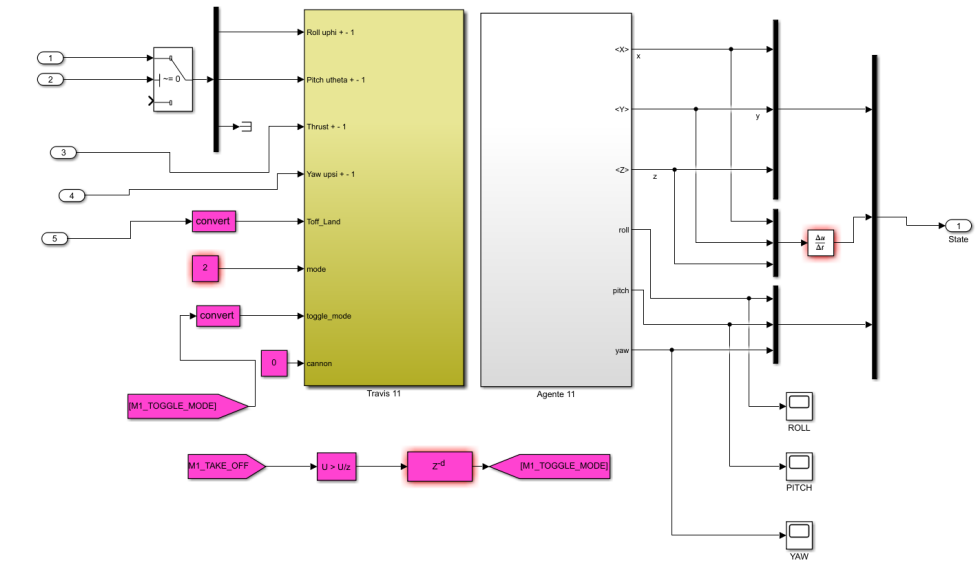 1
2
3
4
5
~= 0
Roll uphi + - 1
Pitch utheta + - 1
Thrust + - 1
Yaw upsi + - 1
Toff_Land
mode
toggle_mode
cannon
Travis 11
convert
2
convert
0
[M1_TOGGLE_MODE]
M1_TAKE_OFF
U > U/z
Z-d
[M1_TOGGLE_MODE]
<X>
<Y>
<Z>
roll
pitch
yaw
Agente 11
x
y
z
Δu
Δt
1
State
ROLL
PITCH
YAW